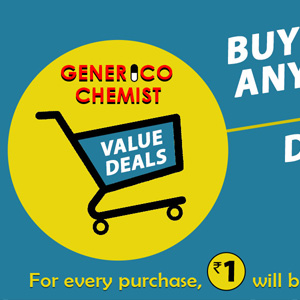 GENERICO
CHEMIST
VALUE
DEALS
BUY
ANY
For every purchase, ₹1 will